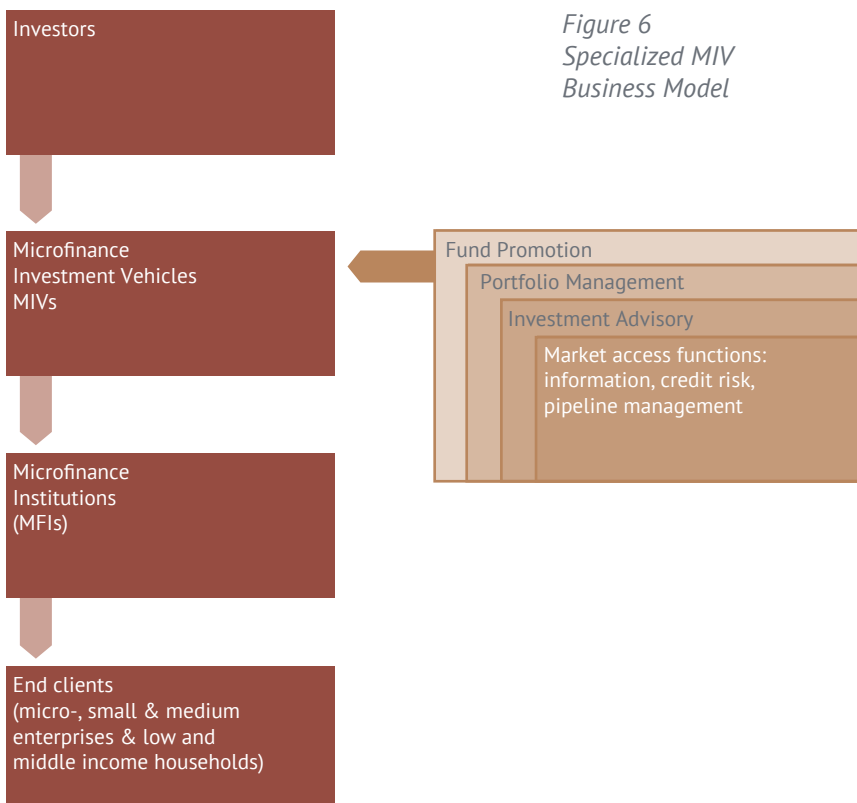 Investors
Figure 6
Specialized MIV
Business Model
Microfinance
Investment Vehicles
MIVs
Fund Promotion
Portfolio Management
Investment Advisory
Market access functions:
information, credit risk,
pipeline management
Microfinance
Institutions
(MFIs)
End clients
(micro-, small & medium
enterprises & low and
middle income households)